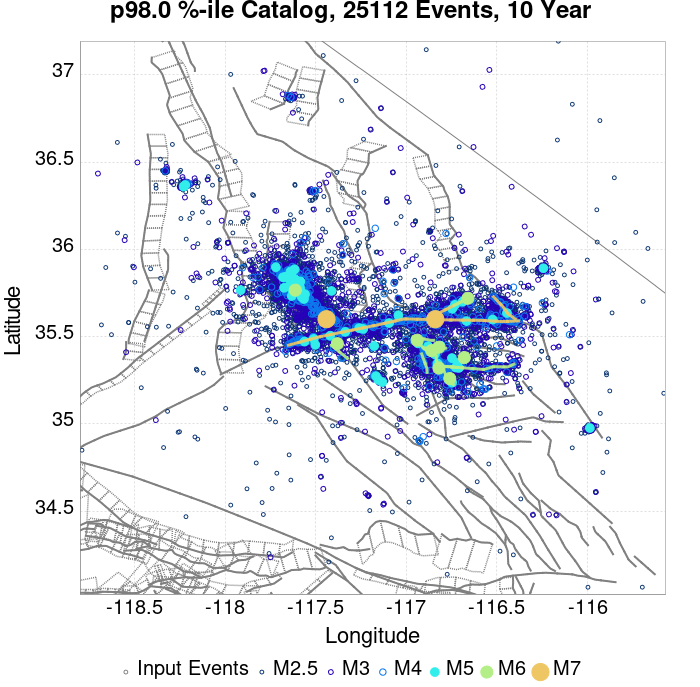 p98.0 %-ile Catalog, 25112 Events, 10 Year
37
36.5
36
35.5
35
34.5
Latitude
-118.5 -118 -117.5 -117 -116.5 -116
Longitude
Input Events M2.5 M3 M4 M5 M6 M7